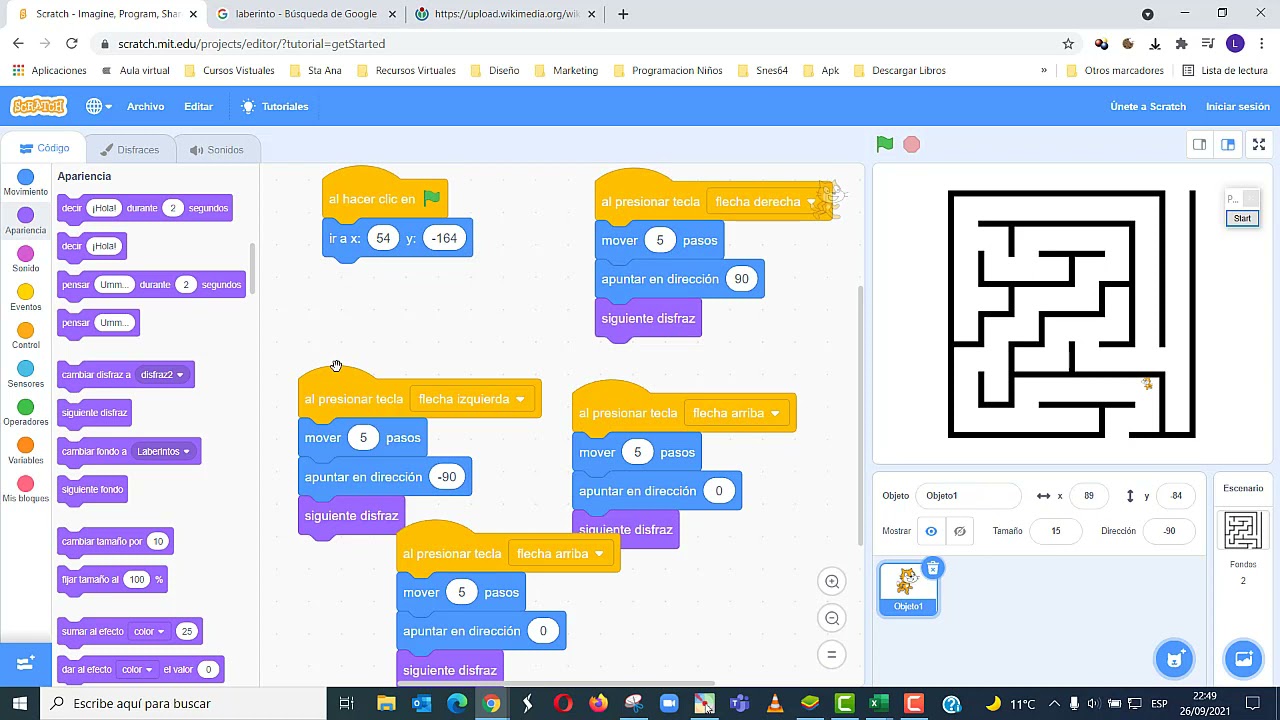 Scratch - Imagine, Program, Shar
laberinto - Búsqueda de Google
https://upload.wikimedia.org/wik
scratch.mit.edu/projects/editor/?tutorial=getStarted
L
Aplicaciones
Aula virtual
Cursos Vistuales
Sta Ana
Recursos Virtuales
Diseño
Marketing
Programacion Niños
Snes64
Apk
Descargar Libros
»
Otros marcadores
Lista de lectura
SCRATCH
Archivo
Editar
Tutoriales
Únete a Scratch
Iniciar sesión
Código
Disfraces
Sonidos
Movimiento
Apariencia
Sonido
Eventos
Control
Sensores
Operadores
Variables
Mis bloques
Apariencia
decir ¡Hola! durante 2 segundos
decir ¡Hola!
pensar Umm... durante 2 segundos
pensar Umm...
cambiar disfraz a disfraz2
siguiente disfraz
cambiar fondo a Laberintos
siguiente fondo
cambiar tamaño por 10
fijar tamaño al 100 %
sumar al efecto color 25
dar al efecto color el valor 0
al hacer clic en
ir a x: 54 y: -164
al presionar tecla flecha derecha
mover 5 pasos
apuntar en dirección 90
siguiente disfraz
al presionar tecla flecha izquierda
mover 5 pasos
apuntar en dirección -90
siguiente disfraz
al presionar tecla flecha arriba
mover 5 pasos
apuntar en dirección 0
siguiente disfraz
al presionar tecla flecha arriba
mover 5 pasos
apuntar en dirección 0
siguiente disfraz
P...
Start
Objeto Objeto1 x 89 y -84
Mostrar Tamaño 15 Dirección -90
Objeto1
Escenario
Fondos
2
Escribe aquí para buscar
11°C
ESP
22:49
26/09/2021